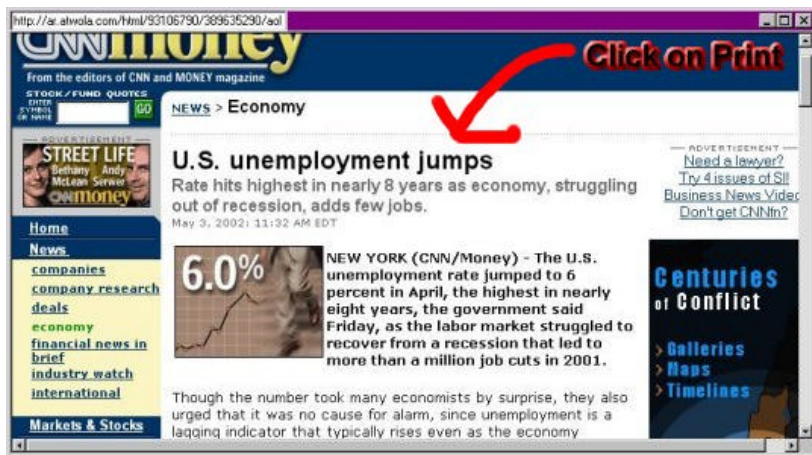 http://ar.atwola.com/html/93106790/389635290/aol
CNNmoney
Click on Print
From the editors of CNN and MONEY magazine
STOCK/FUND QUOTES
ENTER
SYMBOL
OR NAME
GO
NEWS > Economy
ADVERTISEMENT
STREET LIFE
Bethany McLean
Andy Serwer
CNNmoney
Home
News
companies
company research
deals
economy
financial news in
brief
industry watch
international
Markets & Stocks
U.S. unemployment jumps
Rate hits highest in nearly 8 years as economy, struggling
out of recession, adds few jobs.
May 3, 2002: 11:32 AM EDT
6.0%
NEW YORK (CNN/Money) - The U.S.
unemployment rate jumped to 6
percent in April, the highest in nearly
eight years, the government said
Friday, as the labor market struggled to
recover from a recession that led to
more than a million job cuts in 2001.
Though the number took many economists by surprise, they also
urged that it was no cause for alarm, since unemployment is a
lagging indicator that typically rises even as the economy
ADVERTISEMENT
Need a lawyer?
Try 4 issues of SI!
Business News Video
Don't get CNNfn?
Centuries
of Conflict
> Galleries
> Maps
> Timelines